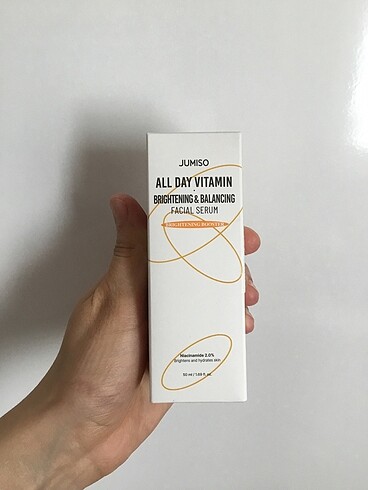 JUMISO
ALL DAY VITAMIN
·
BRIGHTENING & BALANCING
FACIAL SERUM
BRIGHTENING BOOSTER
Niacinamide 2.0%
Brightens and hydrates skin
50 ml / 1.69 fl. oz.